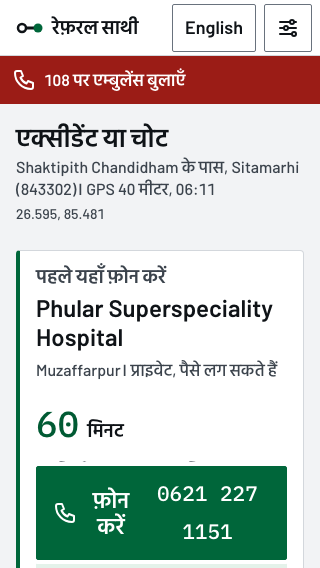 रेफ़रल साथी
English
108 पर एम्बुलेंस बुलाएँ
एक्सीडेंट या चोट
Shaktipith Chandidham के पास, Sitamarhi
(843302)। GPS 40 मीटर, 06:11
26.595, 85.481
पहले यहाँ फ़ोन करें
Phular Superspeciality
Hospital
Muzaffarpur। प्राइवेट, पैसे लग सकते हैं
60 मिनट
फ़ोन
करें
0621 227
1151